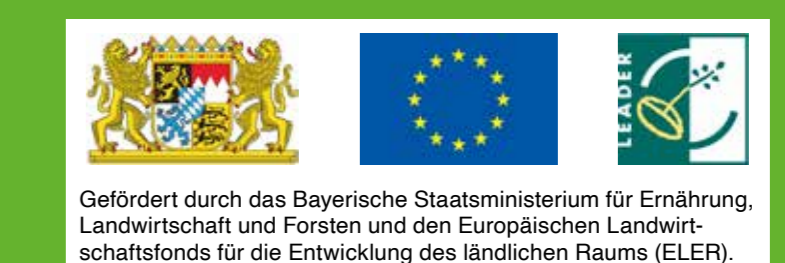 LEADER
Gefördert durch das Bayerische Staatsministerium für Ernährung,
Landwirtschaft und Forsten und den Europäischen Landwirt-
schaftsfonds für die Entwicklung des ländlichen Raums (ELER).